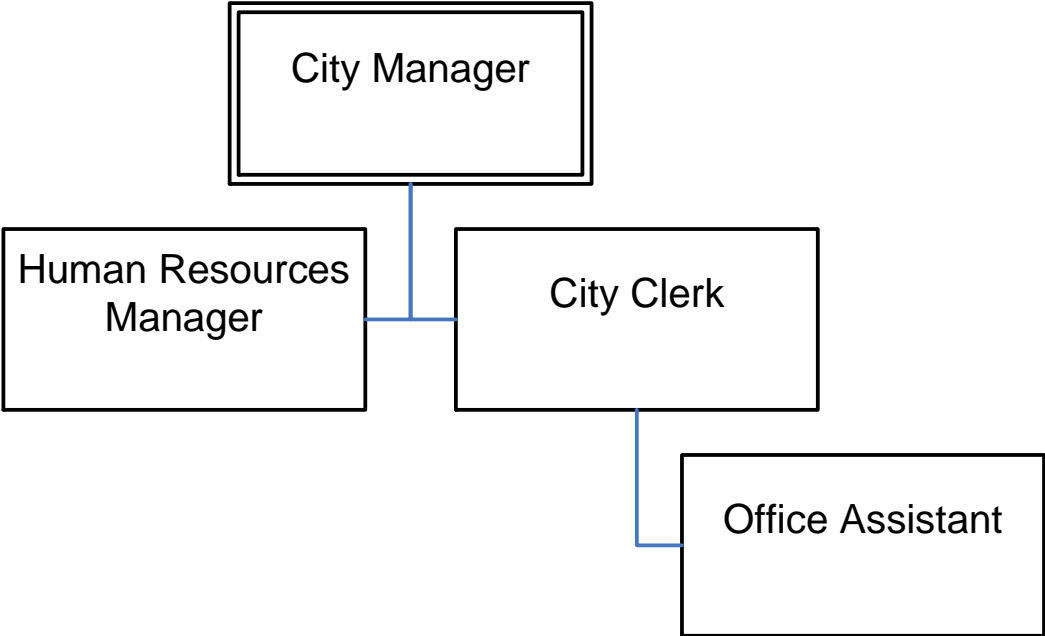 City Manager
Human Resources
Manager
City Clerk
Office Assistant